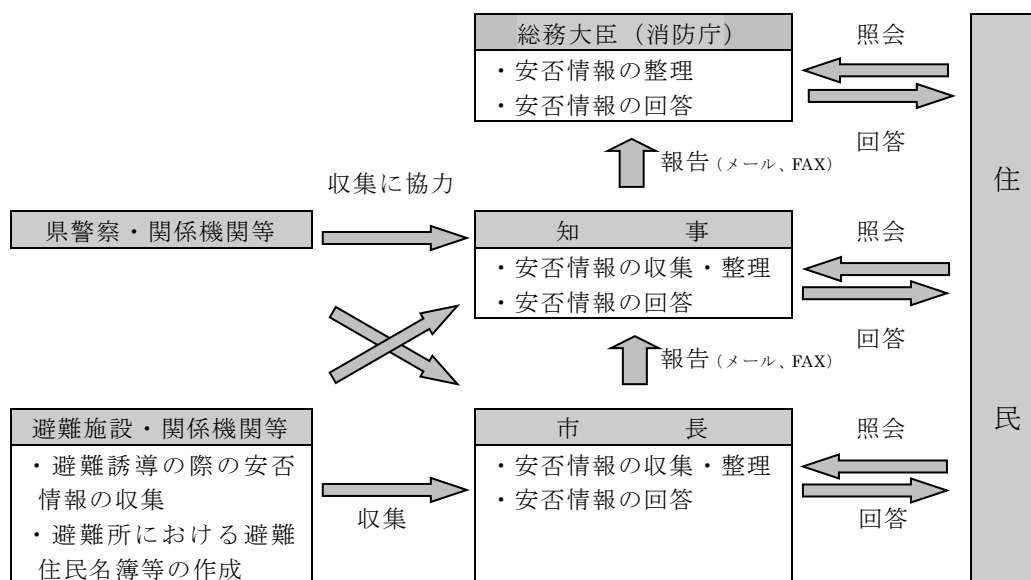 総務大臣（消防庁）
・安否情報の整理
・安否情報の回答
照会
回答
報告（メール、FAX）
収集に協力
県警察・関係機関等
知　　　事
・安否情報の収集・整理
・安否情報の回答
照会
回答
報告（メール、FAX）
避難施設・関係機関等
・避難誘導の際の安否
情報の収集
・避難所における避難
住民名簿等の作成
収集
市　　　長
・安否情報の収集・整理
・安否情報の回答
照会
回答
住
民